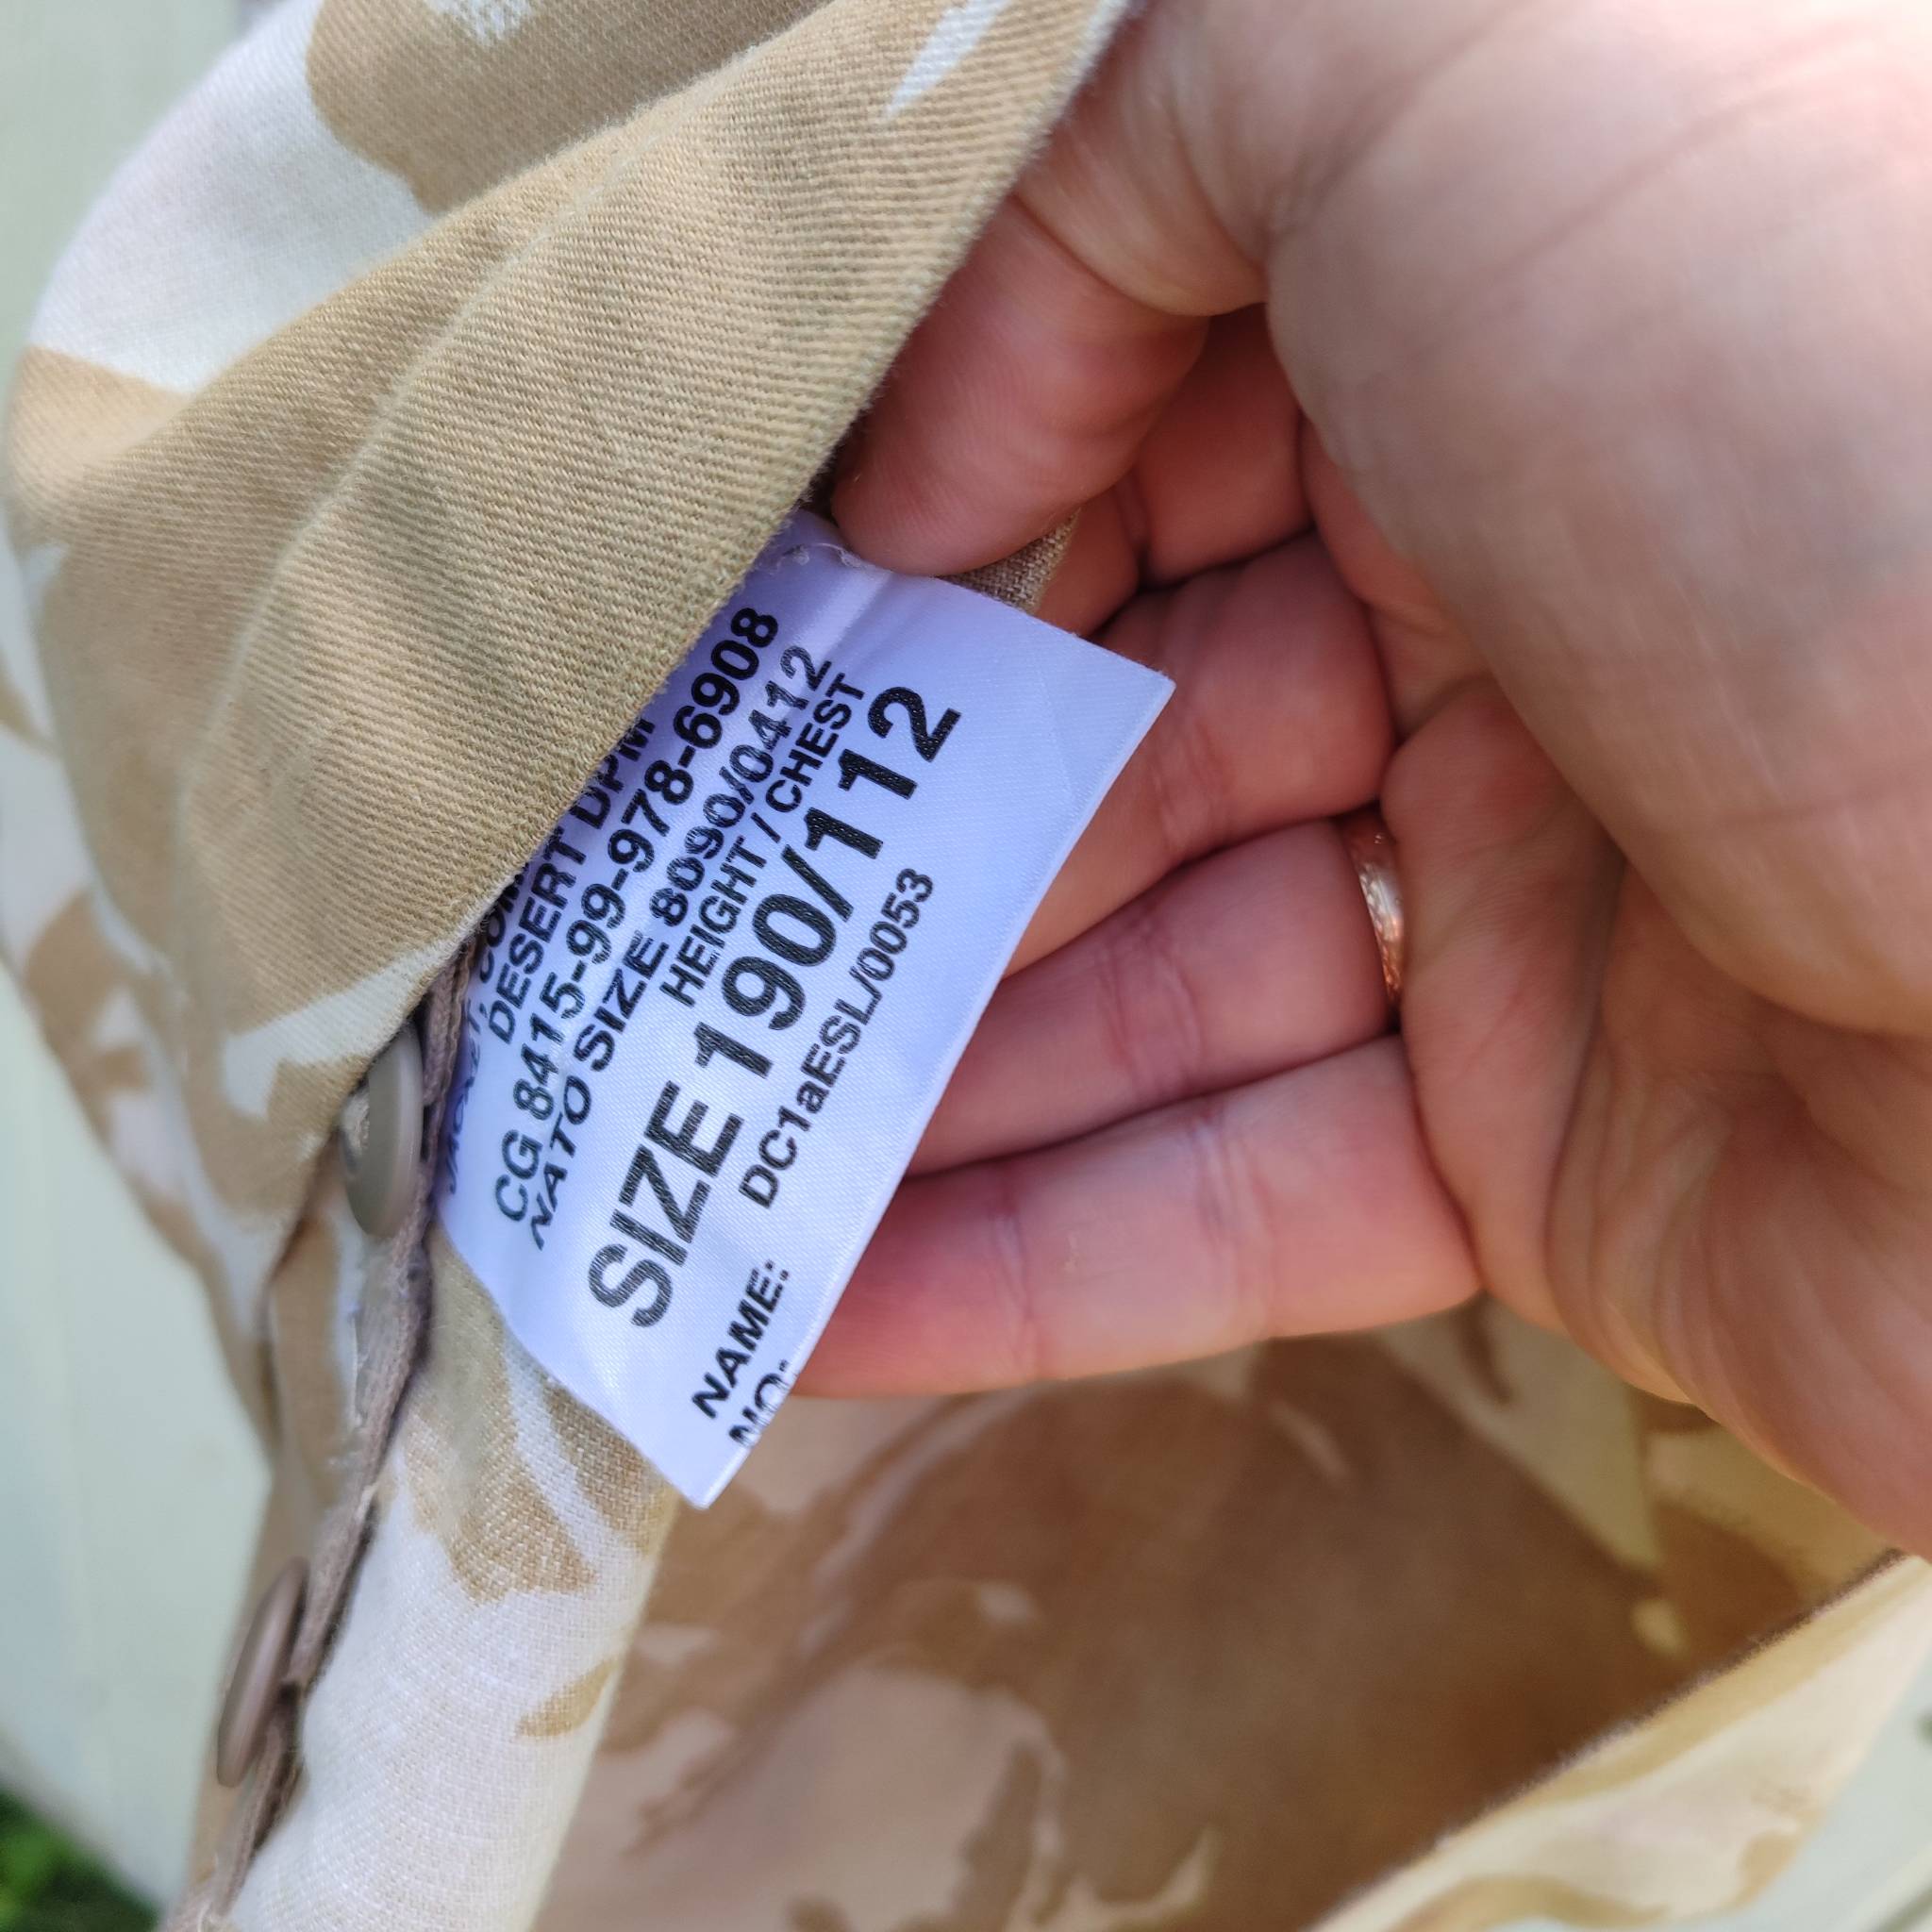 DESERT DPM
CG 8415-99-978-6908
NATO SIZE 8090/0412
HEIGHT / CHEST
SIZE 190/112
DC1aESL/0053
NAME:
NO: